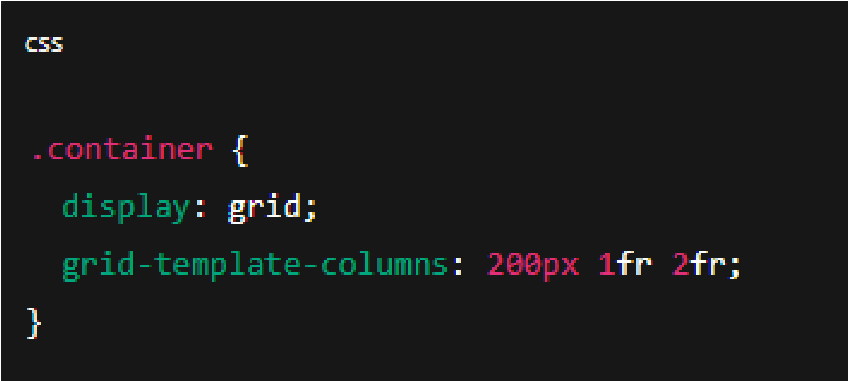 css
.container {
display: grid;
grid-template-columns: 200px 1fr 2fr;
}